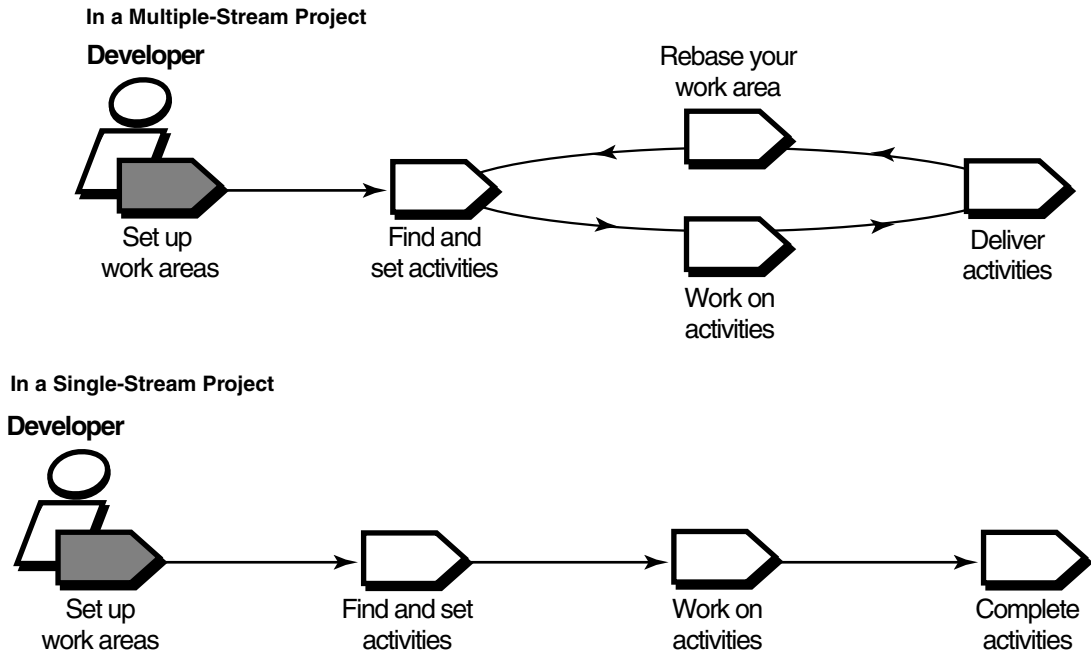 In a Multiple-Stream Project
Developer
Rebase your
work area
Set up
work areas
Find and
set activities
Work on
activities
Deliver
activities
In a Single-Stream Project
Developer
Set up
work areas
Find and set
activities
Work on
activities
Complete
activities